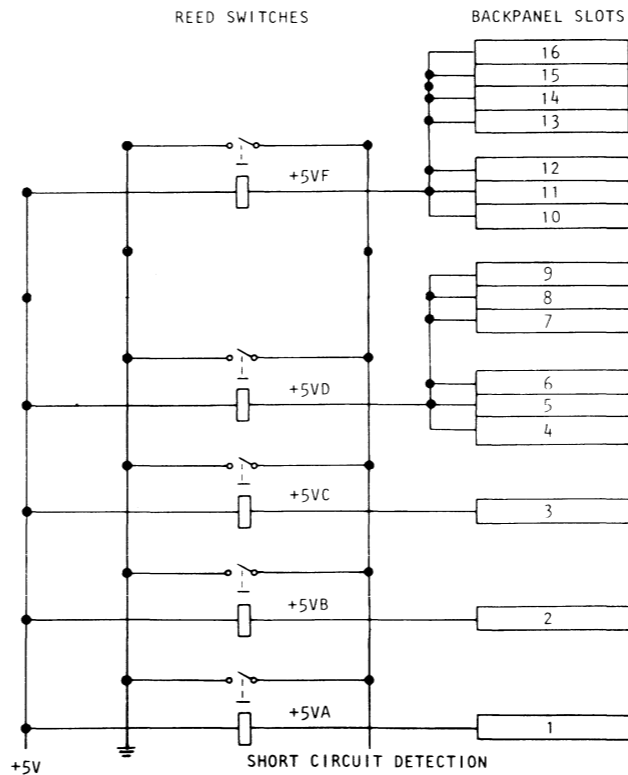 REED SWITCHES
BACKPANEL SLOTS
16
15
14
13
12
+5VF
11
10
9
8
7
6
+5VD
5
4
+5VC
3
+5VB
2
+5VA
1
+5V
SHORT CIRCUIT DETECTION